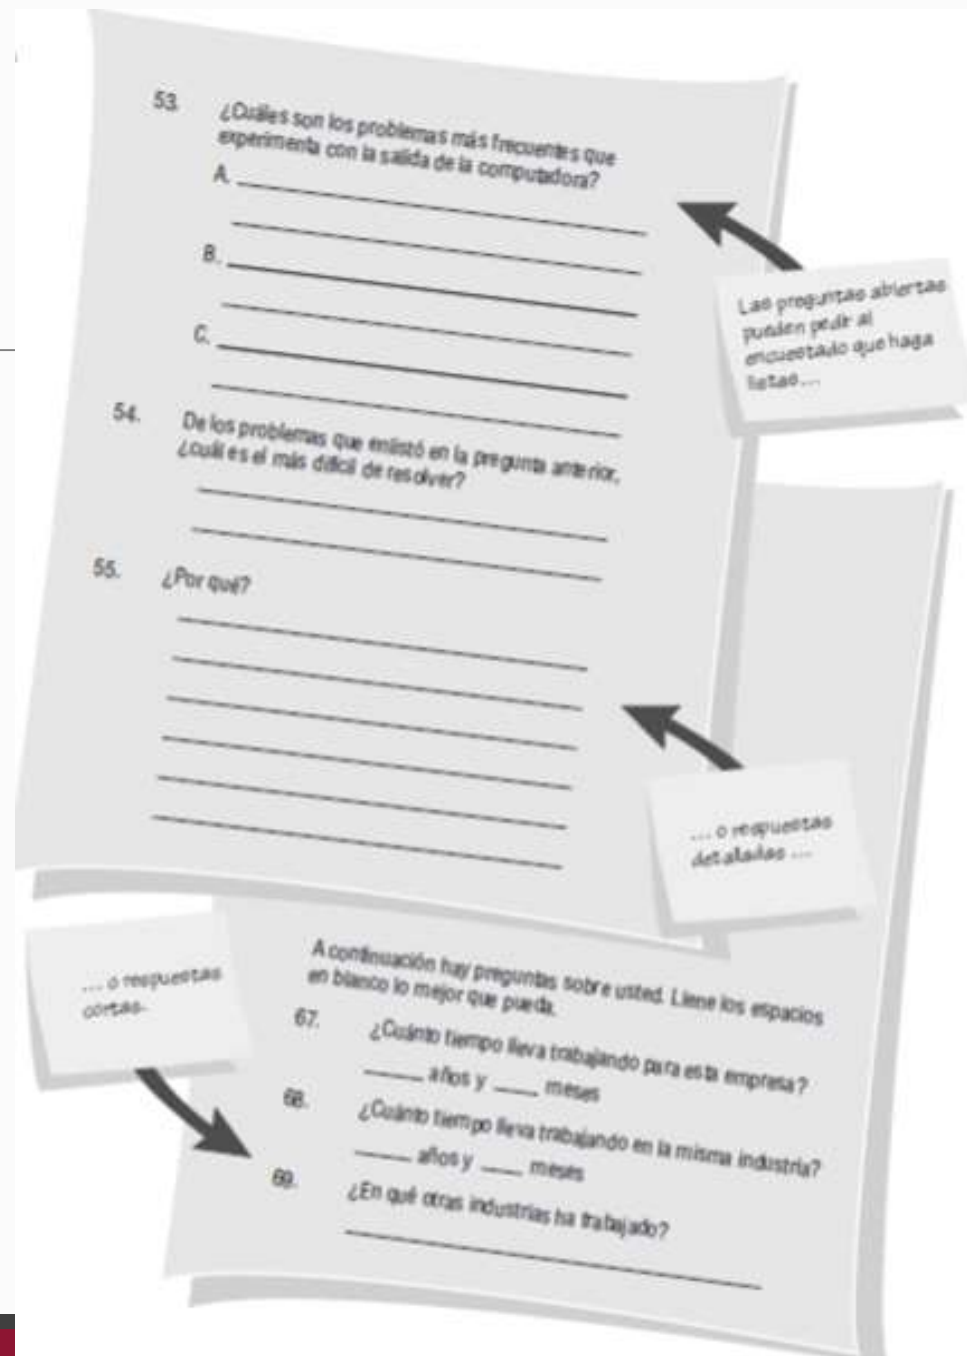 53. ¿Cuáles son los problemas más frecuentes que
experimenta con la salida de la computadora?
A.
B.
C.
Las preguntas abiertas
pueden pedir al
encuestado que haga
listas...
54. De los problemas que enlistó en la pregunta anterior,
¿cuál es el más difícil de resolver?
55. ¿Por qué?
... o respuestas
detalladas ...
... o respuestas
cortas.
A continuación hay preguntas sobre usted. Llene los espacios
en blanco lo mejor que pueda.
67. ¿Cuánto tiempo lleva trabajando para esta empresa?
_____ años y ____ meses
68. ¿Cuánto tiempo lleva trabajando en la misma industria?
_____ años y ____ meses
69. ¿En qué otras industrias ha trabajado?